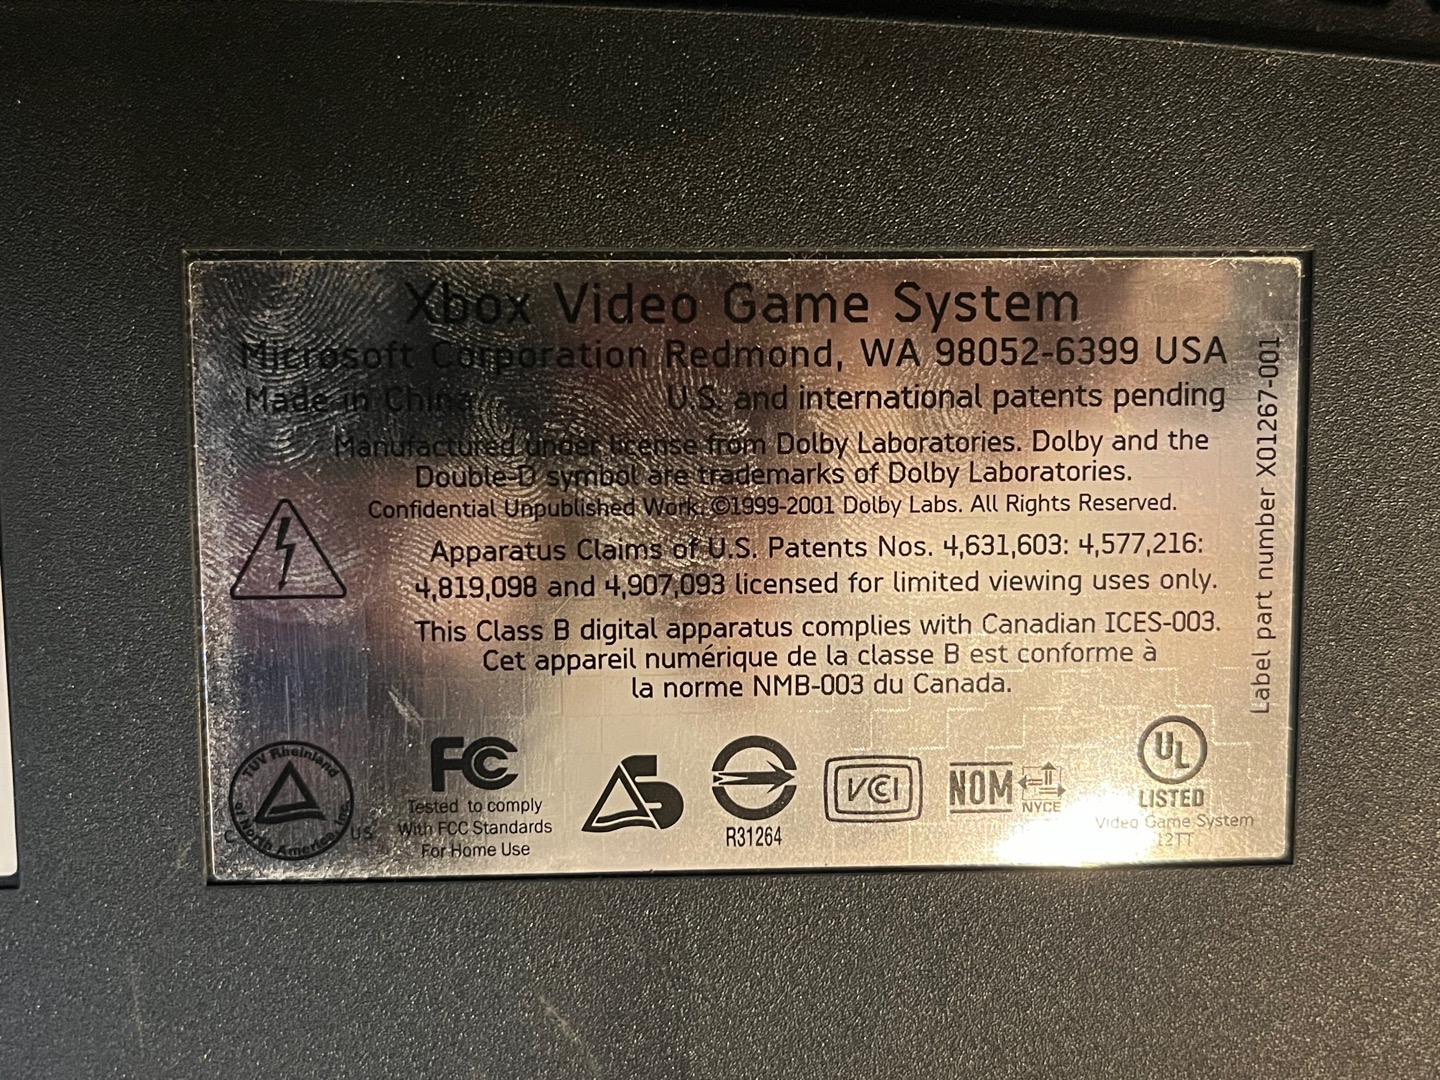 Xbox Video Game System
Microsoft Corporation Redmond, WA 98052-6399 USA
Made in China U.S. and international patents pending
Manufactured under license from Dolby Laboratories. Dolby and the
Double-D symbol are trademarks of Dolby Laboratories.
Confidential Unpublished Work. ©1999-2001 Dolby Labs. All Rights Reserved.
Apparatus Claims of U.S. Patents Nos. 4,631,603: 4,577,216:
4,819,098 and 4,907,093 licensed for limited viewing uses only.
This Class B digital apparatus complies with Canadian ICES-003.
Cet appareil numérique de la classe B est conforme à
la norme NMB-003 du Canada.
Label part number X01267-001
TÜV Rheinland
of North America, Inc.
C US
FC
Tested to comply
With FCC Standards
For Home Use
S
R31264
VCI
NOM
NYCE
UL
LISTED
Video Game System
12TT